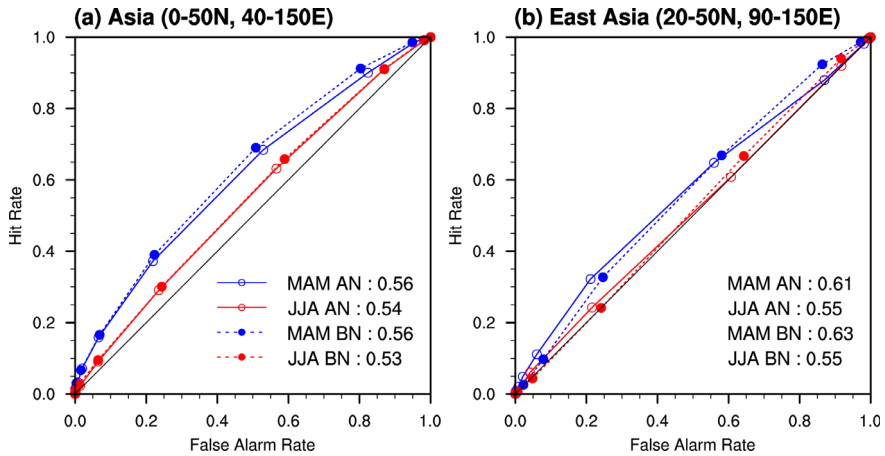 (a) Asia (0-50N, 40-150E)
1.0
0.8
0.6
0.4
0.2
0.0
Hit Rate
MAM AN : 0.56
JJA AN : 0.54
MAM BN : 0.56
JJA BN : 0.53
0.0 0.2 0.4 0.6 0.8 1.0
False Alarm Rate
(b) East Asia (20-50N, 90-150E)
1.0
0.8
0.6
0.4
0.2
0.0
Hit Rate
MAM AN : 0.61
JJA AN : 0.55
MAM BN : 0.63
JJA BN : 0.55
0.0 0.2 0.4 0.6 0.8 1.0
False Alarm Rate